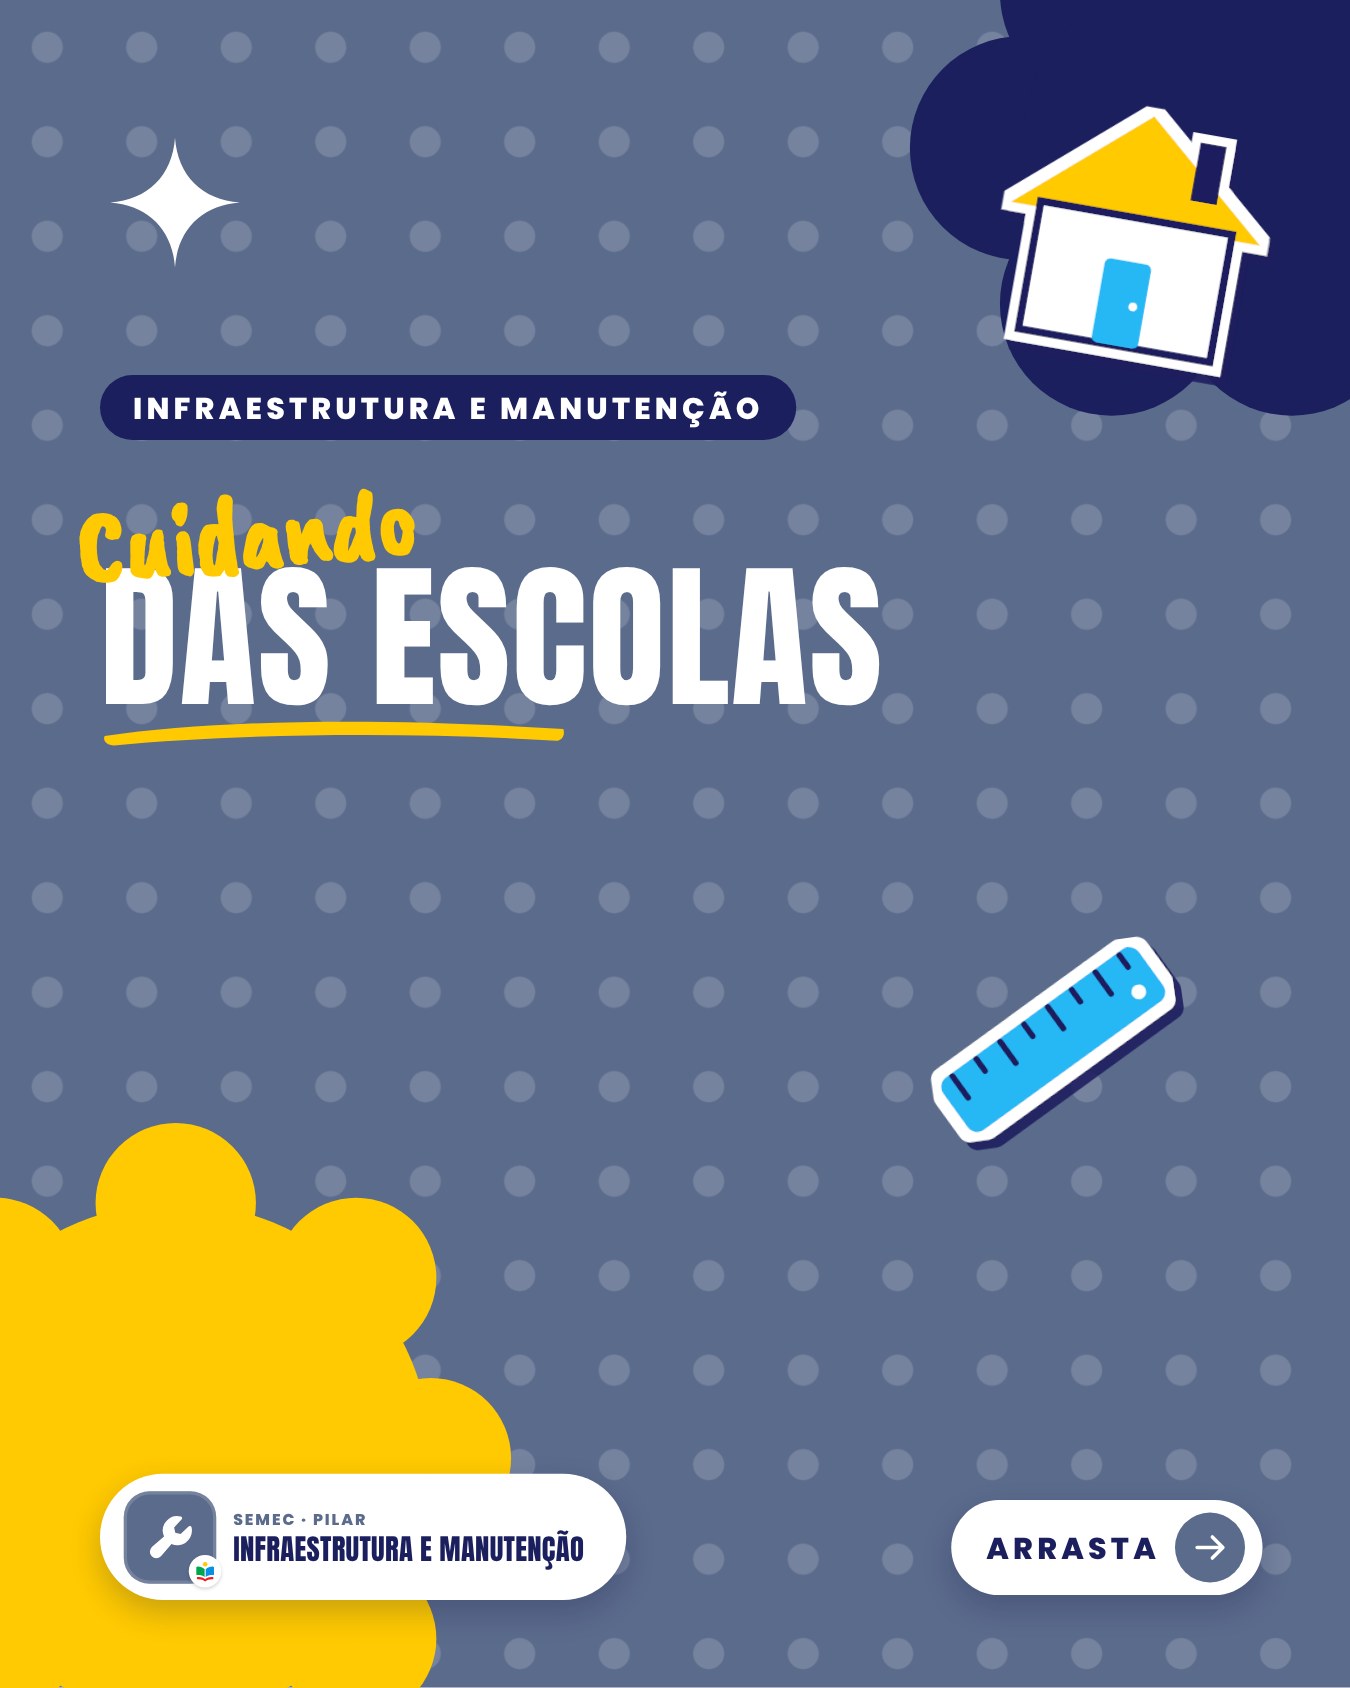 INFRAESTRUTURA E MANUTENÇÃO
Cuidando
DAS ESCOLAS
SEMEC · PILAR
INFRAESTRUTURA E MANUTENÇÃO
ARRASTA